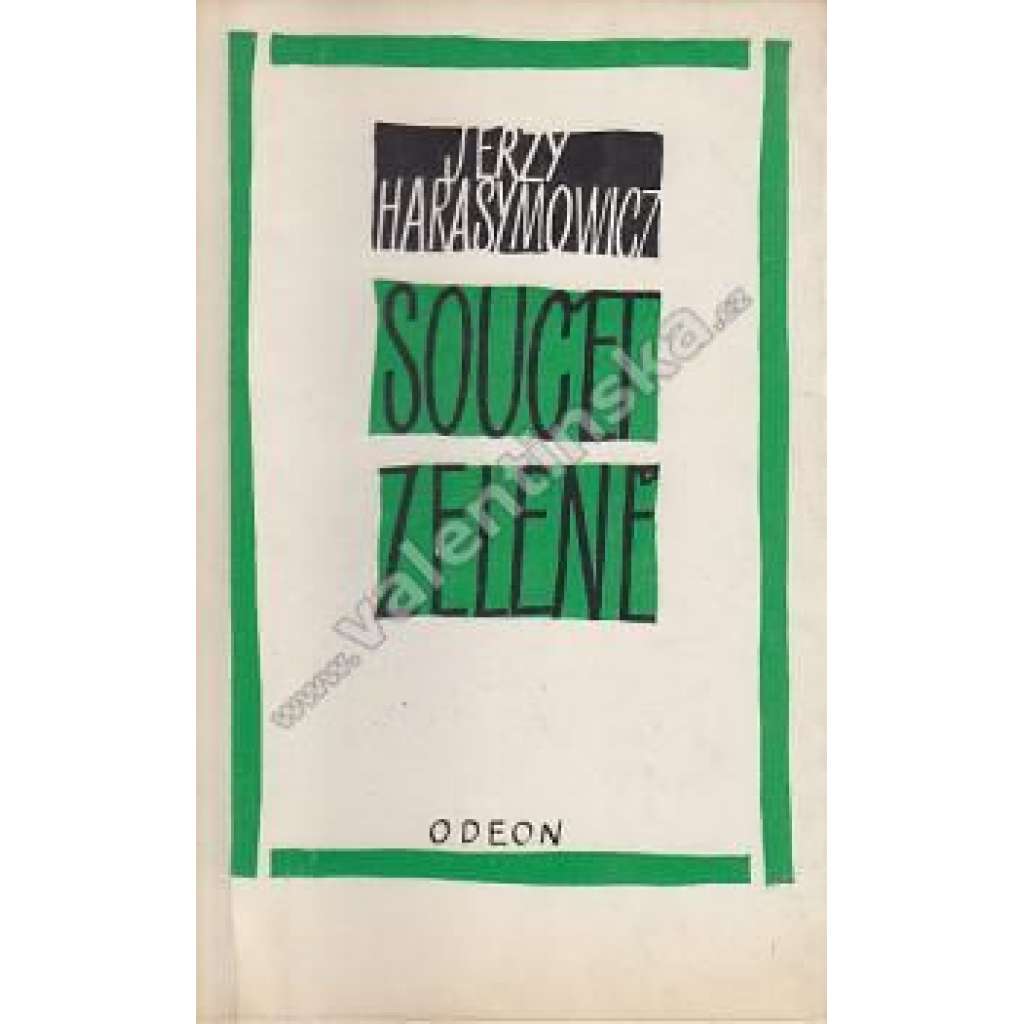 JERZY
HARASYMOWICZ
SOUČET
ZELENĚ
ODEON
www.valentinska.cz